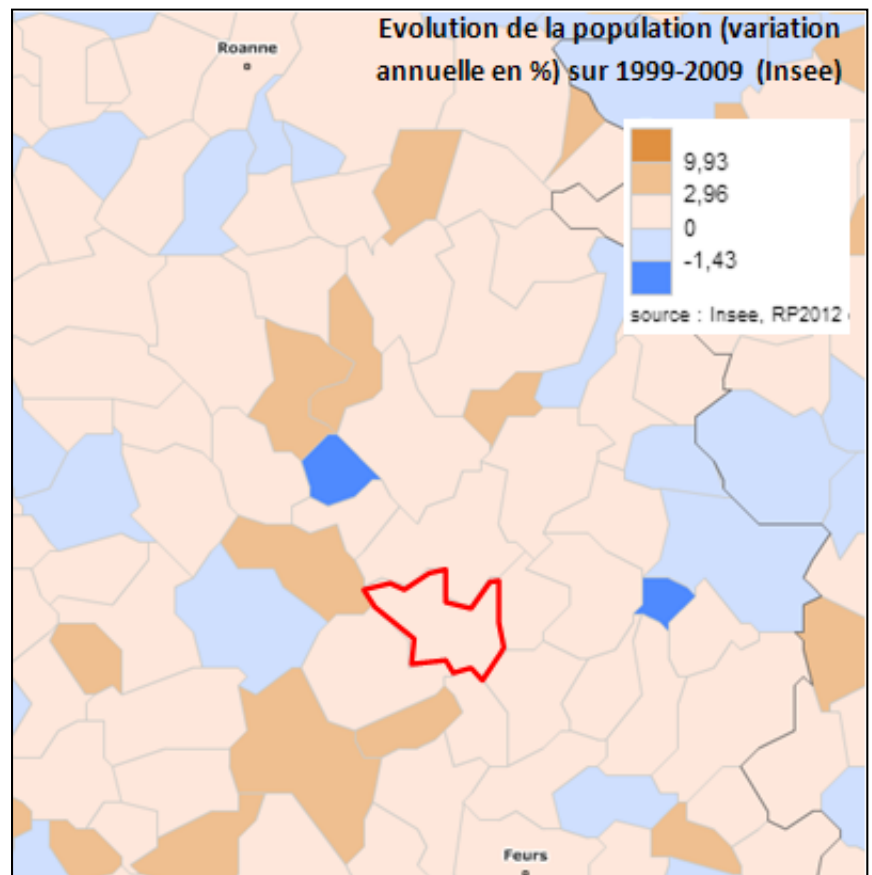 Evolution de la population (variation
annuelle en %) sur 1999-2009 (Insee)
Roanne
9,93
2,96
0
-1,43
source : Insee, RP2012
Feurs